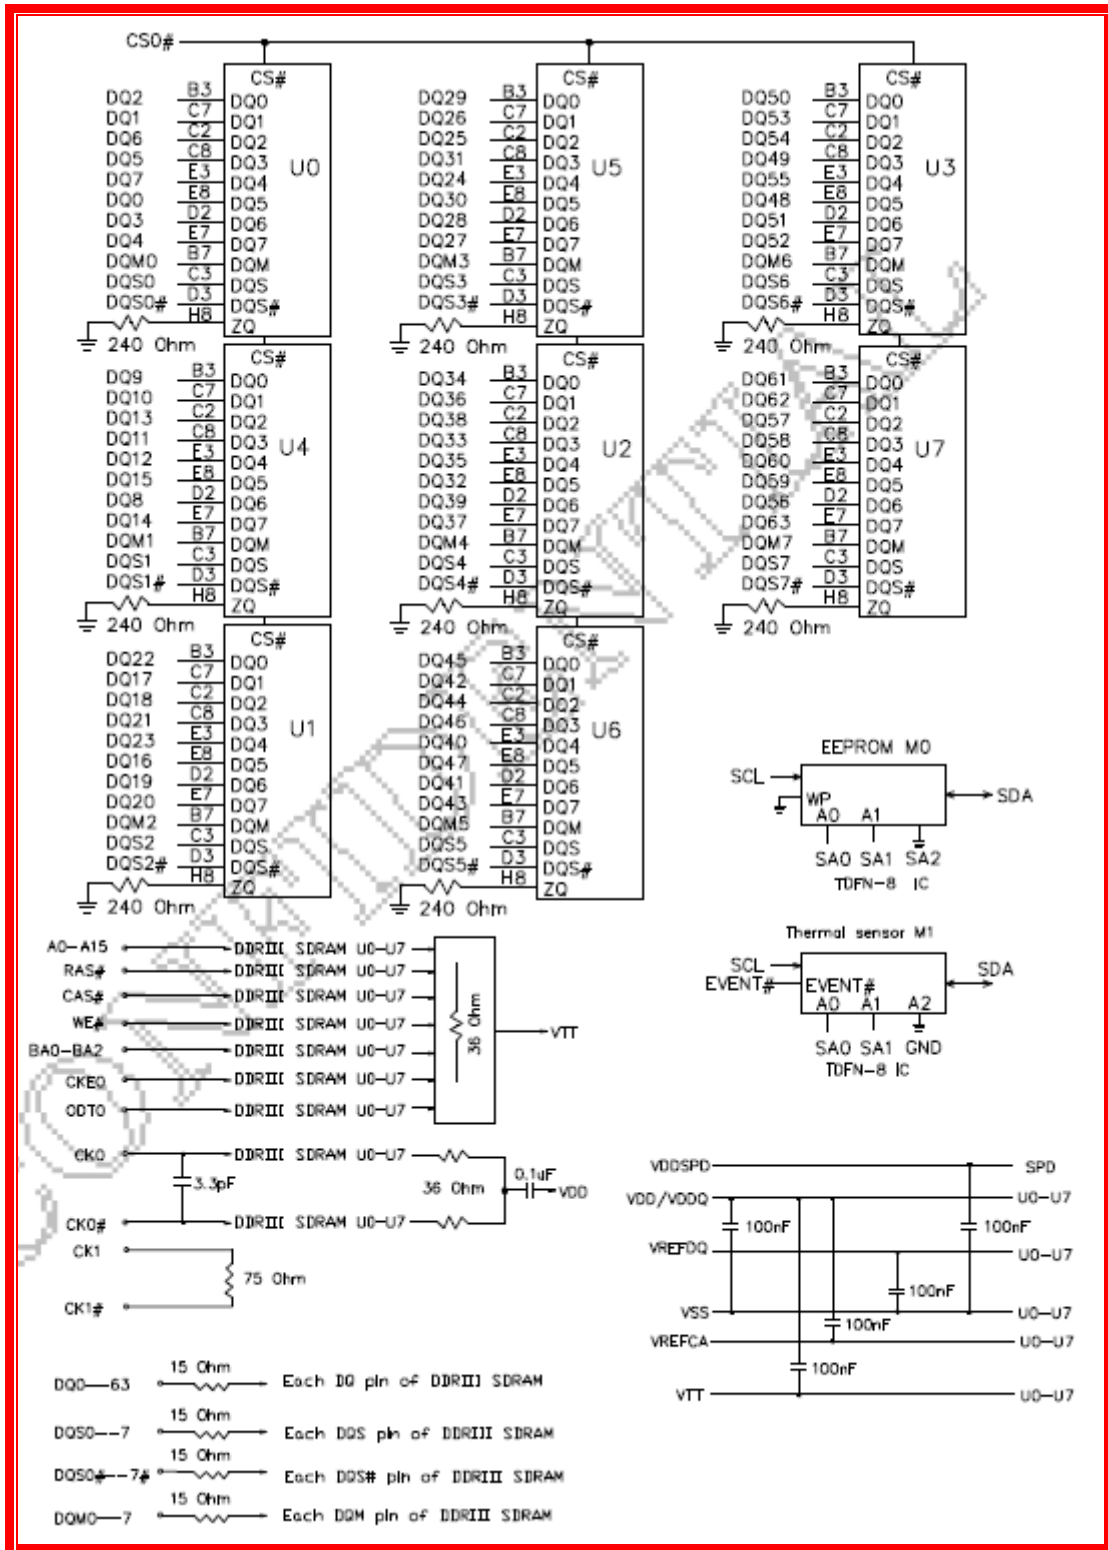 CS0#
CS#
DQ2 B3 DQ0
DQ1 C7 DQ1
DQ6 C2 DQ2
DQ5 C8 DQ3
U0
DQ7 E3 DQ4
DQ0 E8 DQ5
DQ3 D2 DQ6
DQ4 E7 DQ7
DQM0 B7 DQM
DQS0 C3 DQS
DQS0# D3 DQS#
H8 ZQ
240 Ohm
CS#
DQ29 B3 DQ0
DQ26 C7 DQ1
DQ25 C2 DQ2
DQ31 C8 DQ3
U5
DQ24 E3 DQ4
DQ30 E8 DQ5
DQ28 D2 DQ6
DQ27 E7 DQ7
DQM3 B7 DQM
DQS3 C3 DQS
DQS3# D3 DQS#
H8 ZQ
240 Ohm
CS#
DQ50 B3 DQ0
DQ53 C7 DQ1
DQ54 C2 DQ2
DQ49 C8 DQ3
U3
DQ55 E3 DQ4
DQ48 E8 DQ5
DQ51 D2 DQ6
DQ52 E7 DQ7
DQM6 B7 DQM
DQS6 C3 DQS
DQS6# D3 DQS#
H8 ZQ
240 Ohm
CS#
DQ9 B3 DQ0
DQ10 C7 DQ1
DQ13 C2 DQ2
DQ11 C8 DQ3
U4
DQ12 E3 DQ4
DQ15 E8 DQ5
DQ8 D2 DQ6
DQ14 E7 DQ7
DQM1 B7 DQM
DQS1 C3 DQS
DQS1# D3 DQS#
H8 ZQ
240 Ohm
CS#
DQ34 B3 DQ0
DQ36 C7 DQ1
DQ38 C2 DQ2
DQ33 C8 DQ3
U2
DQ35 E3 DQ4
DQ32 E8 DQ5
DQ39 D2 DQ6
DQ37 E7 DQ7
DQM4 B7 DQM
DQS4 C3 DQS
DQS4# D3 DQS#
H8 ZQ
240 Ohm
CS#
DQ61 B3 DQ0
DQ62 C7 DQ1
DQ57 C2 DQ2
DQ58 C8 DQ3
U7
DQ60 E3 DQ4
DQ59 E8 DQ5
DQ56 D2 DQ6
DQ63 E7 DQ7
DQM7 B7 DQM
DQS7 C3 DQS
DQS7# D3 DQS#
H8 ZQ
240 Ohm
CS#
DQ22 B3 DQ0
DQ17 C7 DQ1
DQ18 C2 DQ2
DQ21 C8 DQ3
U1
DQ23 E3 DQ4
DQ16 E8 DQ5
DQ19 D2 DQ6
DQ20 E7 DQ7
DQM2 B7 DQM
DQS2 C3 DQS
DQS2# D3 DQS#
H8 ZQ
240 Ohm
CS#
DQ45 B3 DQ0
DQ42 C7 DQ1
DQ44 C2 DQ2
DQ46 C8 DQ3
U6
DQ40 E3 DQ4
DQ47 E8 DQ5
DQ41 D2 DQ6
DQ43 E7 DQ7
DQM5 B7 DQM
DQS5 C3 DQS
DQS5# D3 DQS#
H8 ZQ
240 Ohm
EEPROM M0
SCL
WP
SDA
A0 A1
SA0 SA1 SA2
TDFN-8 IC
Thermal sensor M1
SCL
SDA
EVENT# EVENT#
A0 A1 A2
SA0 SA1 GND
TDFN-8 IC
A0-A15 DDRIII SDRAM U0-U7
RAS# DDRIII SDRAM U0-U7
CAS# DDRIII SDRAM U0-U7
WE# DDRIII SDRAM U0-U7
BA0-BA2 DDRIII SDRAM U0-U7
CKE0 DDRIII SDRAM U0-U7
ODT0 DDRIII SDRAM U0-U7
36 Ohm
VTT
CK0 DDRIII SDRAM U0-U7
3.3pF
36 Ohm
0.1uF
VDD
CK0# DDRIII SDRAM U0-U7
CK1
75 Ohm
CK1#
VDDSPD SPD
VDD/VDDQ U0-U7
100nF 100nF
VREFDQ U0-U7
100nF
VSS U0-U7
100nF
VREFCA U0-U7
100nF
VTT U0-U7
15 Ohm
DQ0--63 Each DQ pin of DDRIII SDRAM
15 Ohm
DQS0--7 Each DQS pin of DDRIII SDRAM
15 Ohm
DQS0#--7# Each DQS# pin of DDRIII SDRAM
15 Ohm
DQM0--7 Each DQM pin of DDRIII SDRAM
CONFIDENTIAL